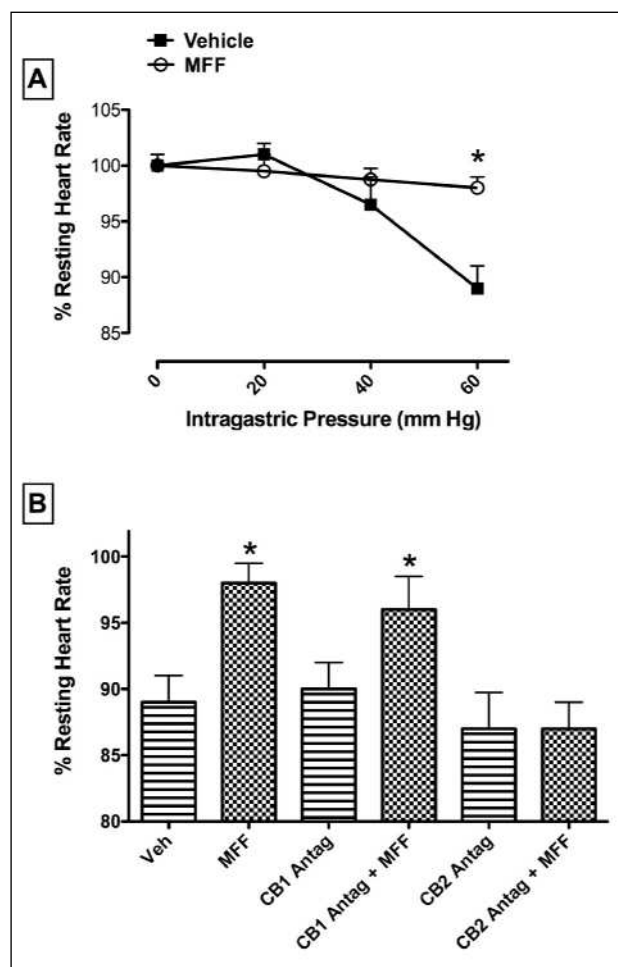 Vehicle
MFF
A
*
105
100
95
90
85
% Resting Heart Rate
0
20
40
60
Intragastric Pressure (mm Hg)
B
*
*
100
95
90
85
80
% Resting Heart Rate
Veh
MFF
CB1 Antag
CB1 Antag + MFF
CB2 Antag
CB2 Antag + MFF